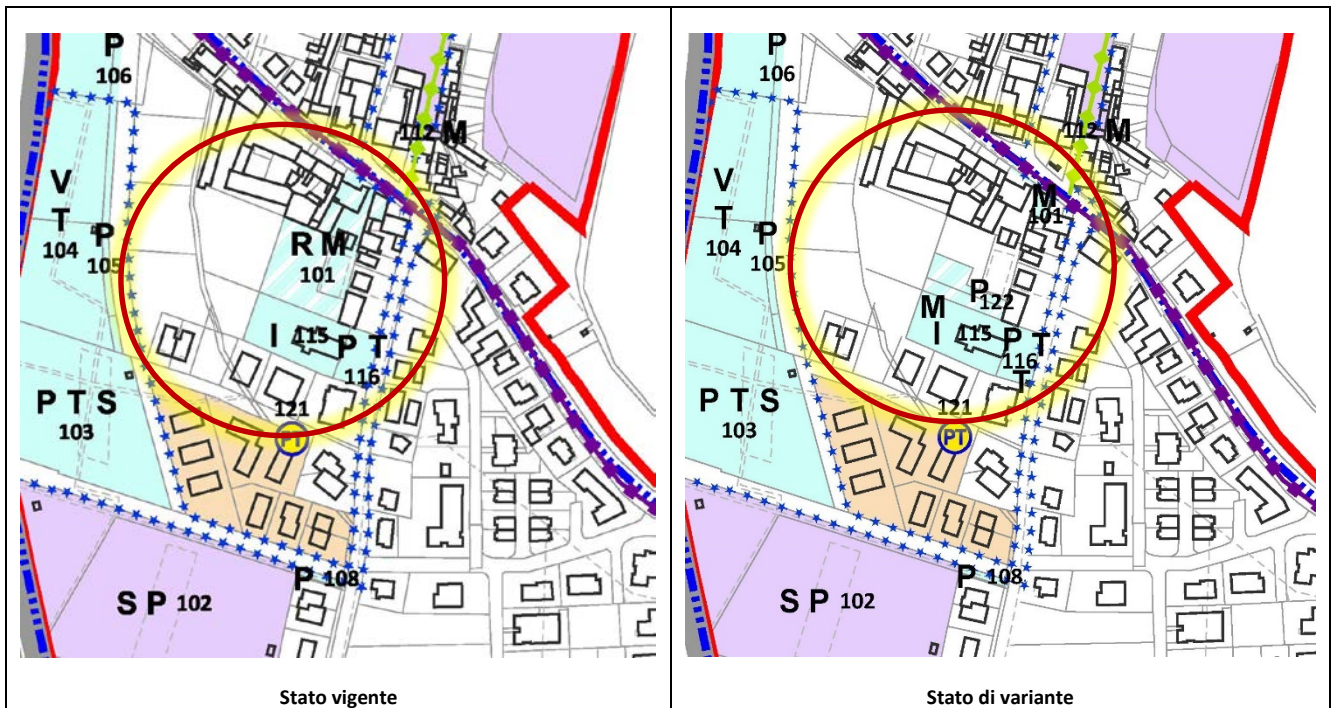 P
106
112 M
V
T
104
P
105
R M
101
I 115 P T
116
P T S
103
121
PT
S P 102
P 108
Stato vigente
P
106
112 M
V
T
104
P
105
M
101
P
122
M
I 115 P T
116
T
P T S
103
121
PT
S P 102
P 108
Stato di variante